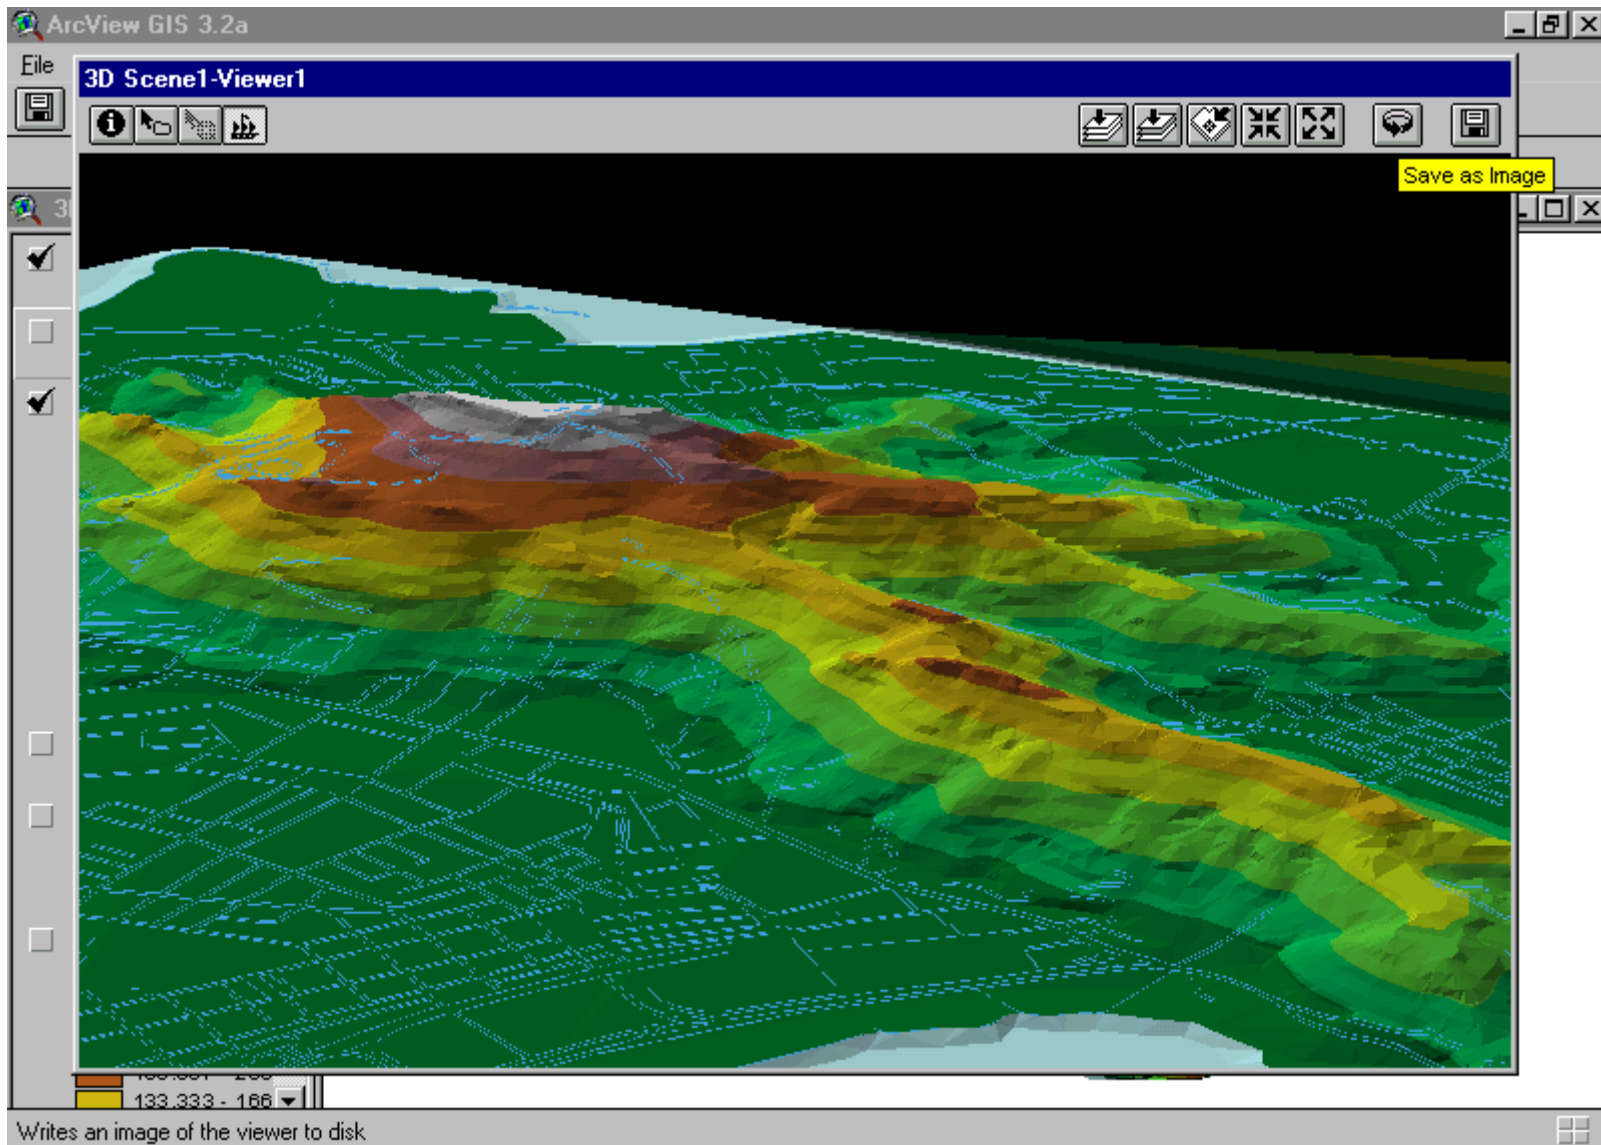 ArcView GIS 3.2a
File
3D Scene1-Viewer1
Save as Image
133.333 - 166
Writes an image of the viewer to disk